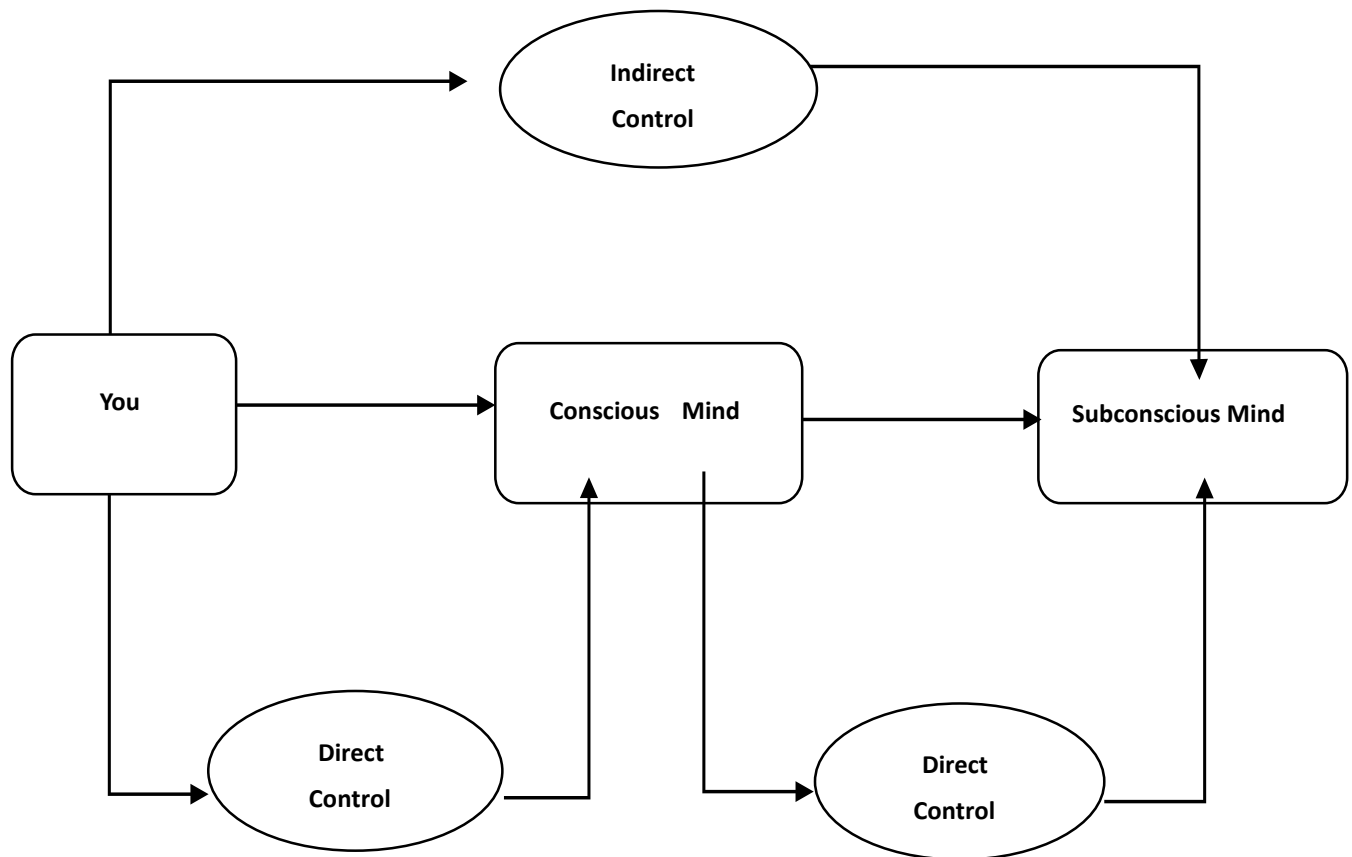 Indirect
Control
You
Conscious Mind
Subconscious Mind
Direct
Control
Direct
Control